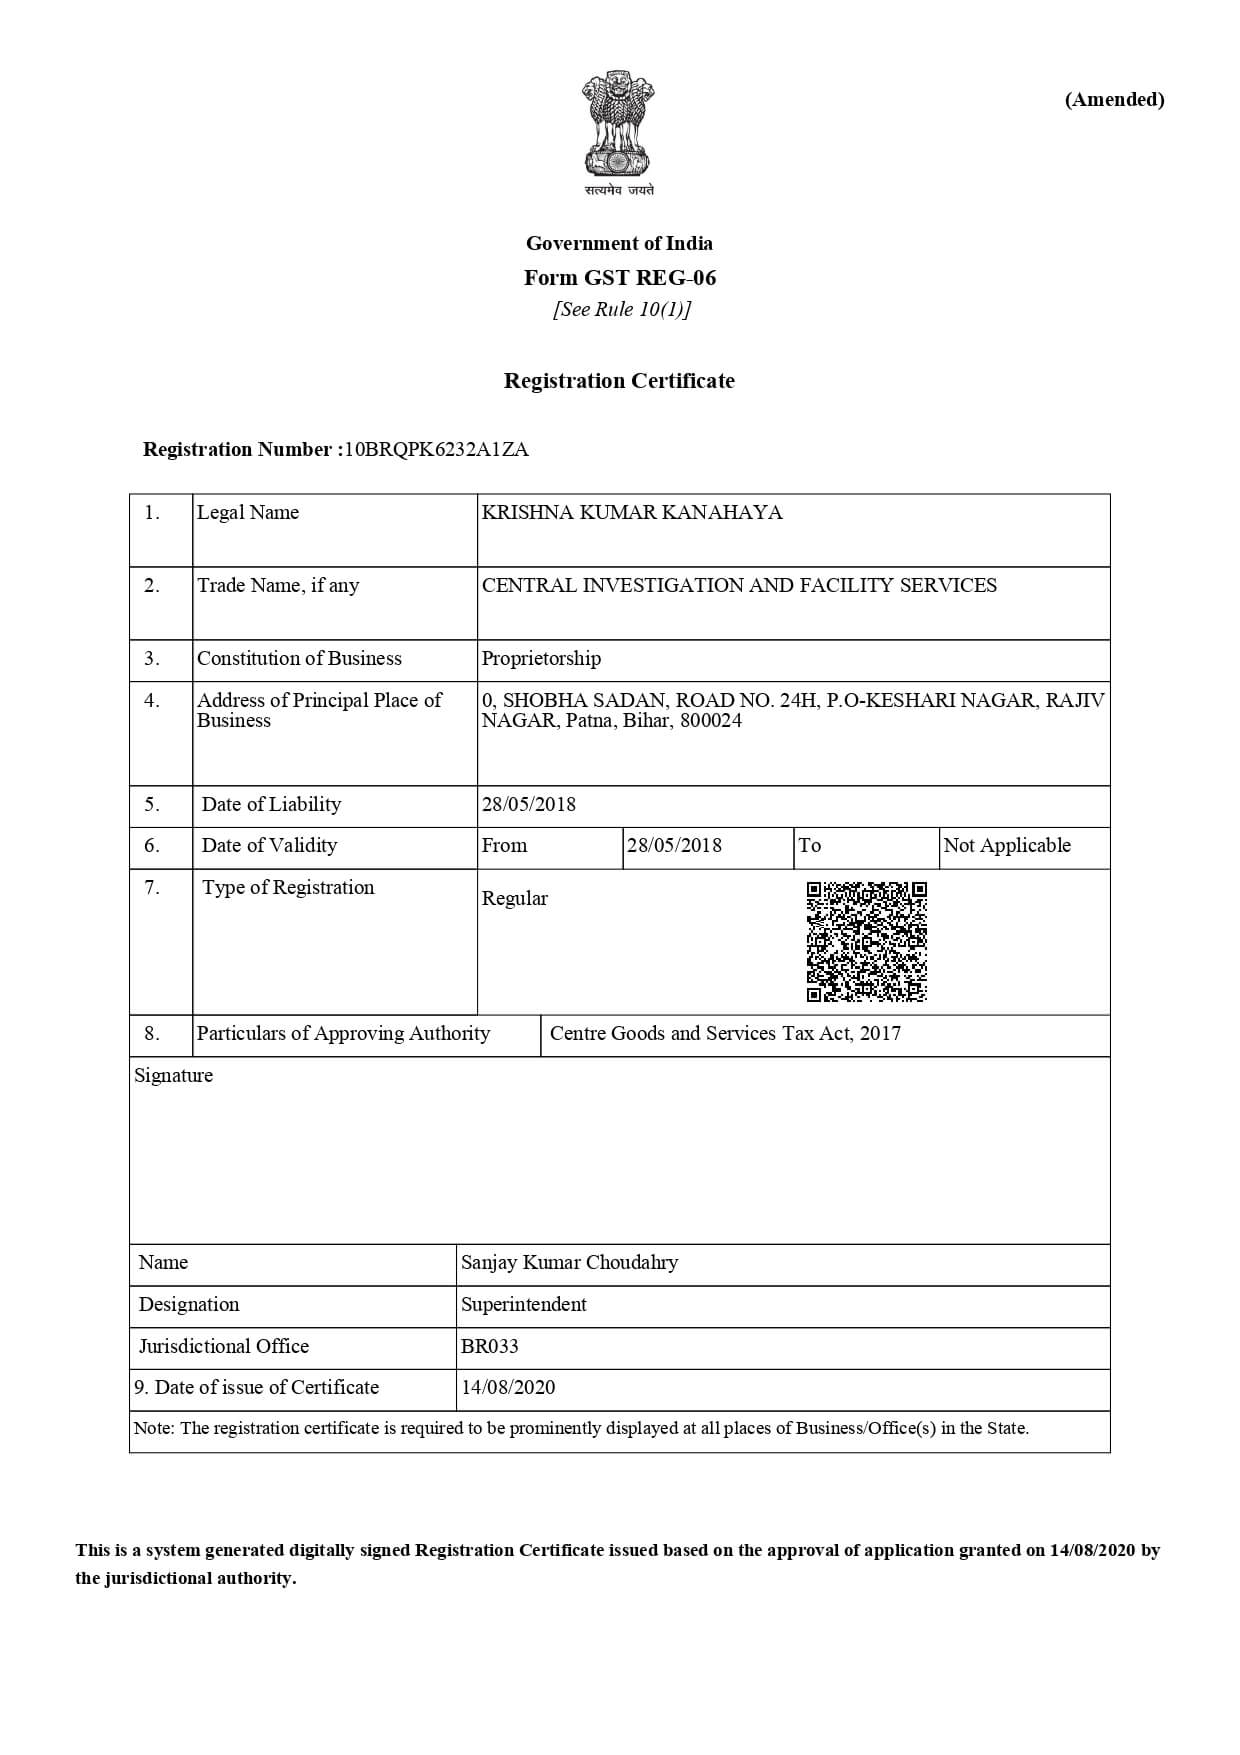 (Amended)
सत्यमेव जयते
Government of India
Form GST REG-06
[See Rule 10(1)]
Registration Certificate
Registration Number :10BRQPK6232A1ZA
1. Legal Name KRISHNA KUMAR KANAHAYA
2. Trade Name, if any CENTRAL INVESTIGATION AND FACILITY SERVICES
3. Constitution of Business Proprietorship
4. Address of Principal Place of Business 0, SHOBHA SADAN, ROAD NO. 24H, P.O-KESHARI NAGAR, RAJIV
NAGAR, Patna, Bihar, 800024
5. Date of Liability 28/05/2018
6. Date of Validity From 28/05/2018 To Not Applicable
7. Type of Registration Regular
8. Particulars of Approving Authority Centre Goods and Services Tax Act, 2017
Signature
Name Sanjay Kumar Choudahry
Designation Superintendent
Jurisdictional Office BR033
9. Date of issue of Certificate 14/08/2020
Note: The registration certificate is required to be prominently displayed at all places of Business/Office(s) in the State.
This is a system generated digitally signed Registration Certificate issued based on the approval of application granted on 14/08/2020 by
the jurisdictional authority.